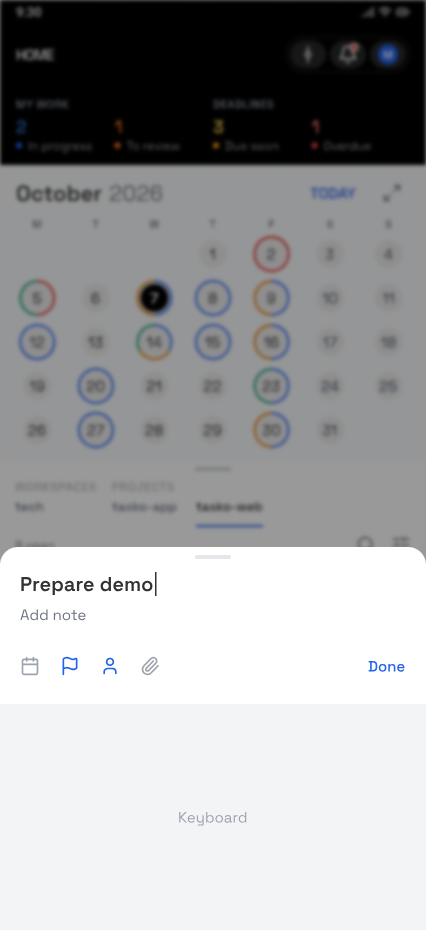 9:30
HOME
M
MY WORK DEADLINES
2 1 3 1
In progress To review Due soon Overdue
October 2026 TODAY
M T W T F S S
1 2 3 4
5 6 7 8 9 10 11
12 13 14 15 16 17 18
19 20 21 22 23 24 25
26 27 28 29 30 31
WORKSPACES PROJECTS
tech tasko-app tasko-web
Prepare demo
Add note
Done
Keyboard